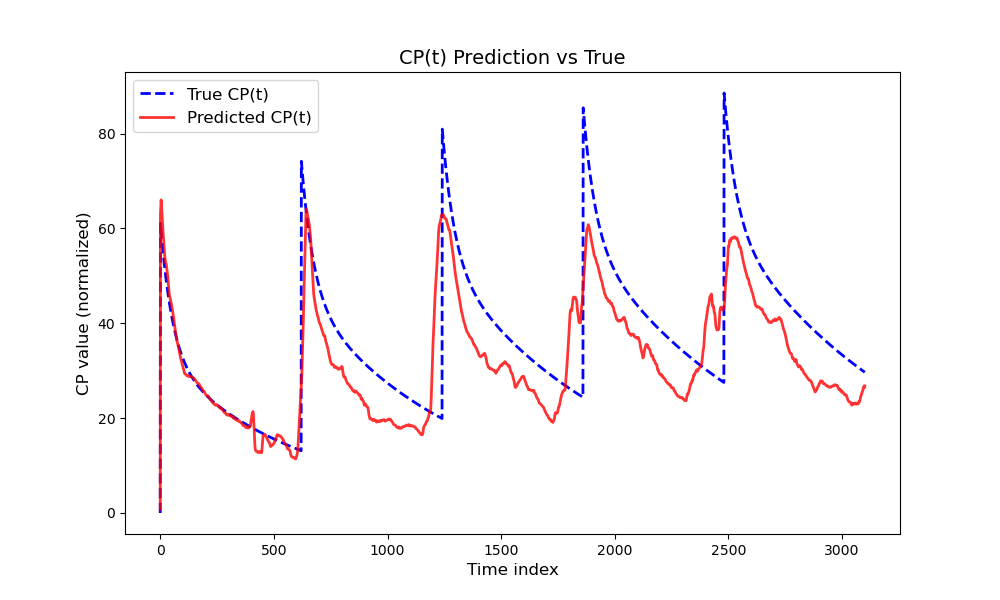 CP(t) Prediction vs True
True CP(t)
Predicted CP(t)
CP value (normalized)
80
60
40
20
0
0 500 1000 1500 2000 2500 3000
Time index